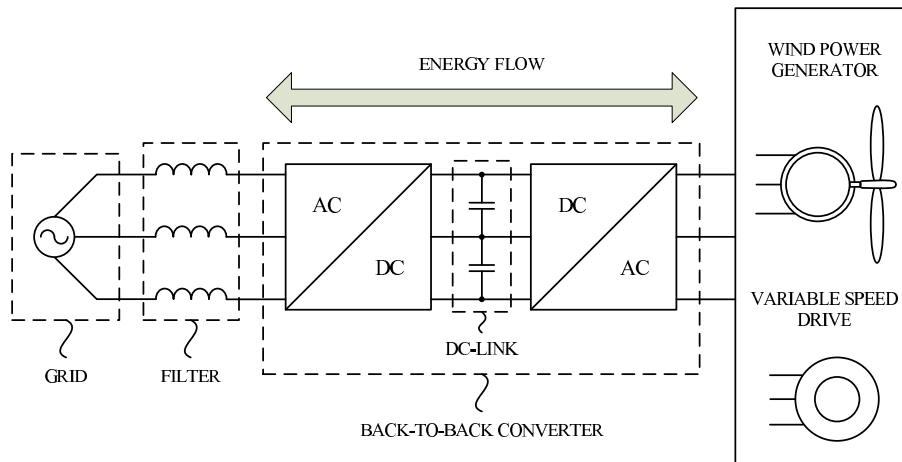 ENERGY FLOW
WIND POWER
GENERATOR
AC
DC
DC
AC
VARIABLE SPEED
DRIVE
DC-LINK
GRID
FILTER
BACK-TO-BACK CONVERTER